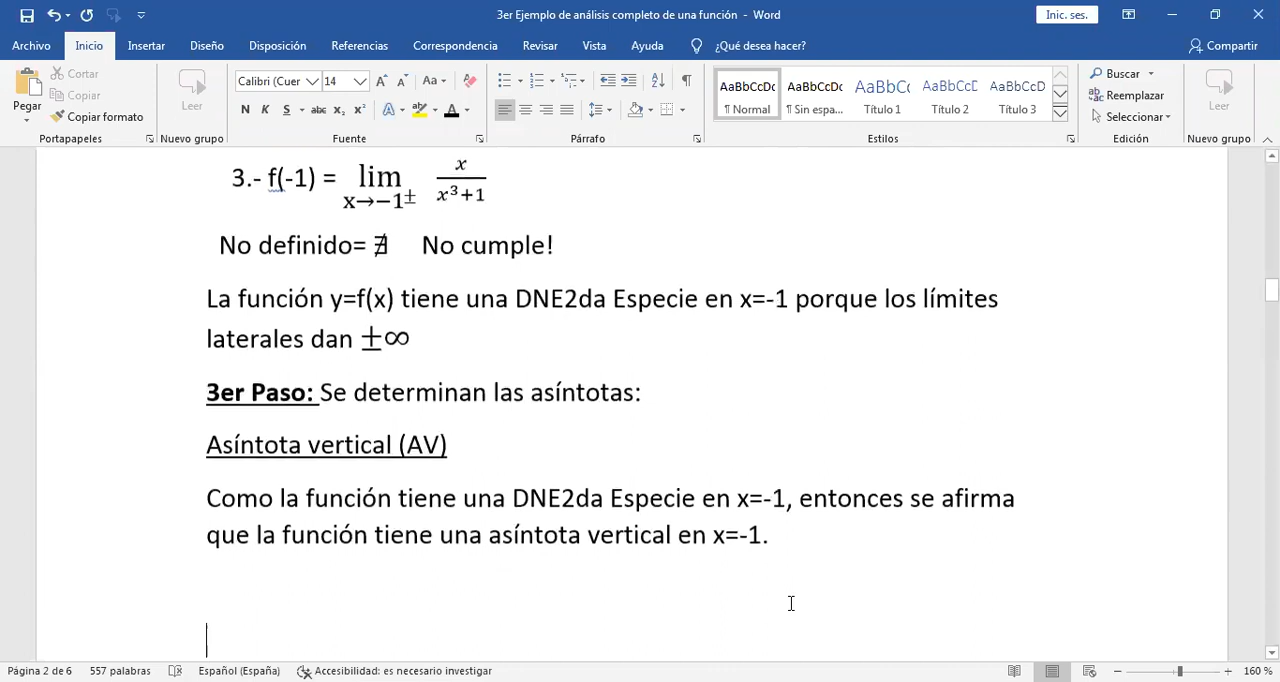 3er Ejemplo de análisis completo de una función - Word
Inic. ses.
Archivo Inicio Insertar Diseño Disposición Referencias Correspondencia Revisar Vista Ayuda ¿Qué desea hacer? Compartir
Pegar
Cortar
Copiar
Copiar formato
Portapapeles
Leer
Nuevo grupo
Calibri (Cuer 14 A A Aa
N K S abc x₂ x² A A
Fuente
Párrafo
AaBbCcDc AaBbCcDc AaBbC( AaBbCcD AaBbCcD
¶ Normal ¶ Sin espa... Título 1 Título 2 Título 3
Estilos
Buscar
Reemplazar
Seleccionar
Edición
Leer
Nuevo grupo
3.- f(-1) = lim x→−1± x/(x³+1)
No definido= ∄ No cumple!
La función y=f(x) tiene una DNE2da Especie en x=-1 porque los límites
laterales dan ±∞
3er Paso: Se determinan las asíntotas:
Asíntota vertical (AV)
Como la función tiene una DNE2da Especie en x=-1, entonces se afirma
que la función tiene una asíntota vertical en x=-1.
Página 2 de 6 557 palabras Español (España) Accesibilidad: es necesario investigar 160 %